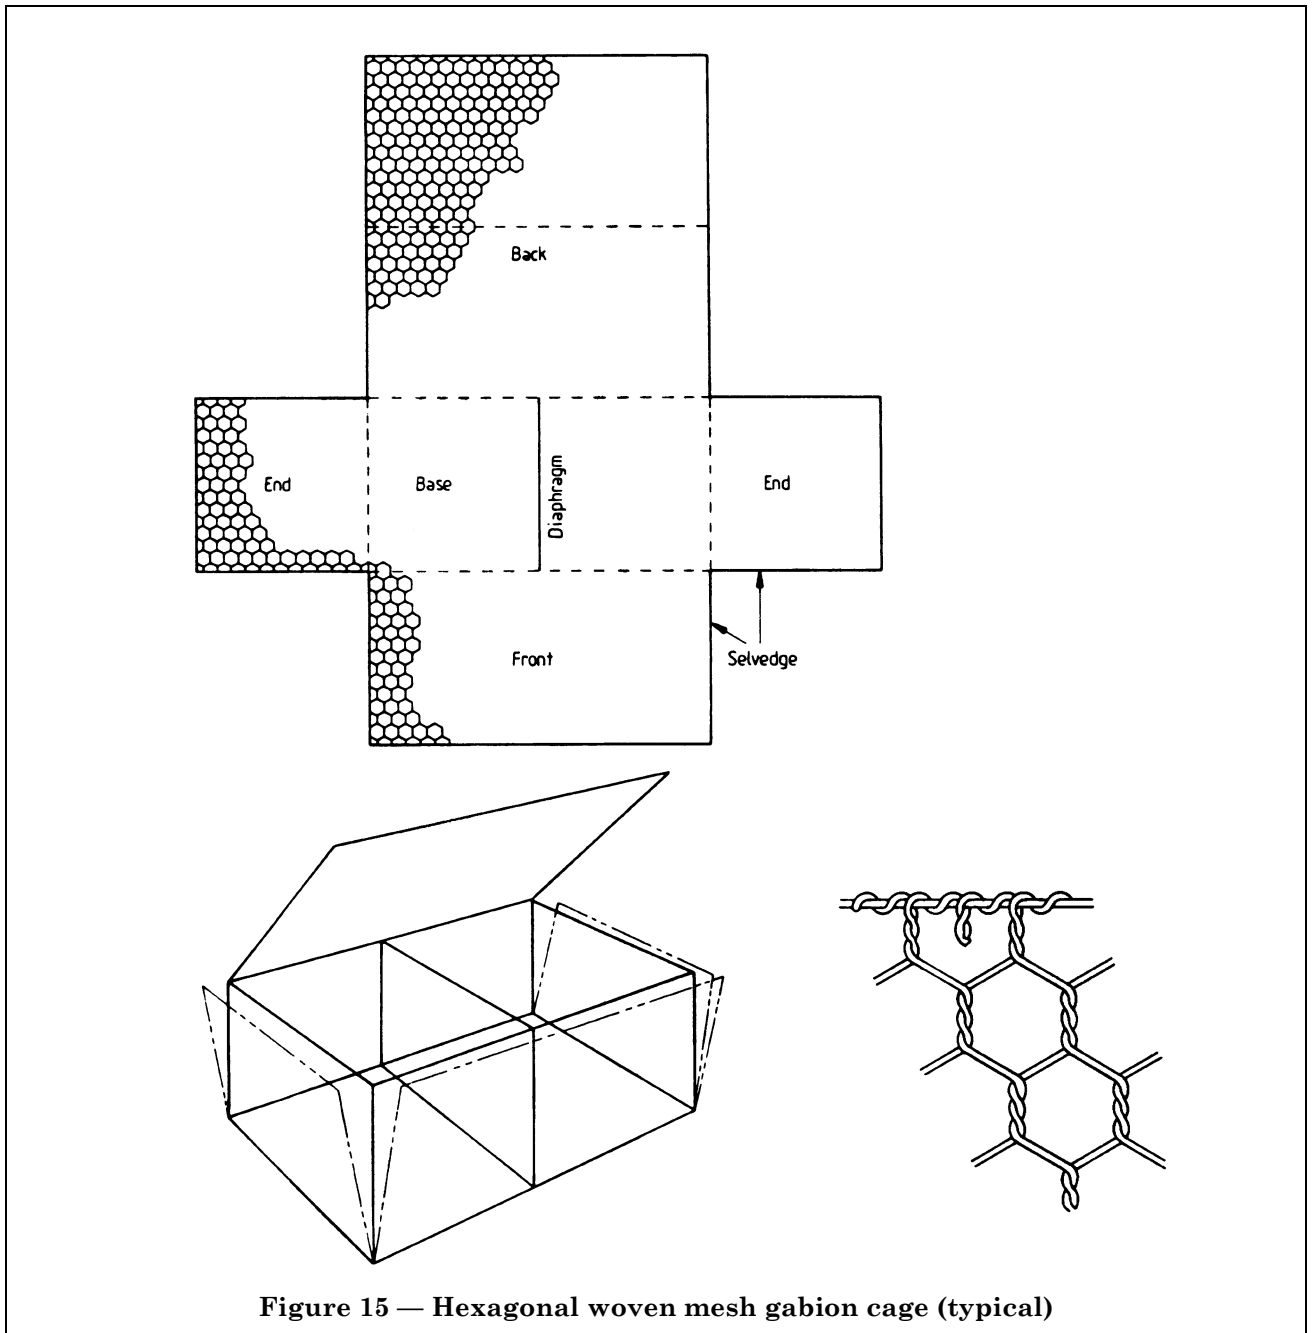 Back
End
Base
Diaphragm
End
Front
Selvedge
Figure 15 — Hexagonal woven mesh gabion cage (typical)